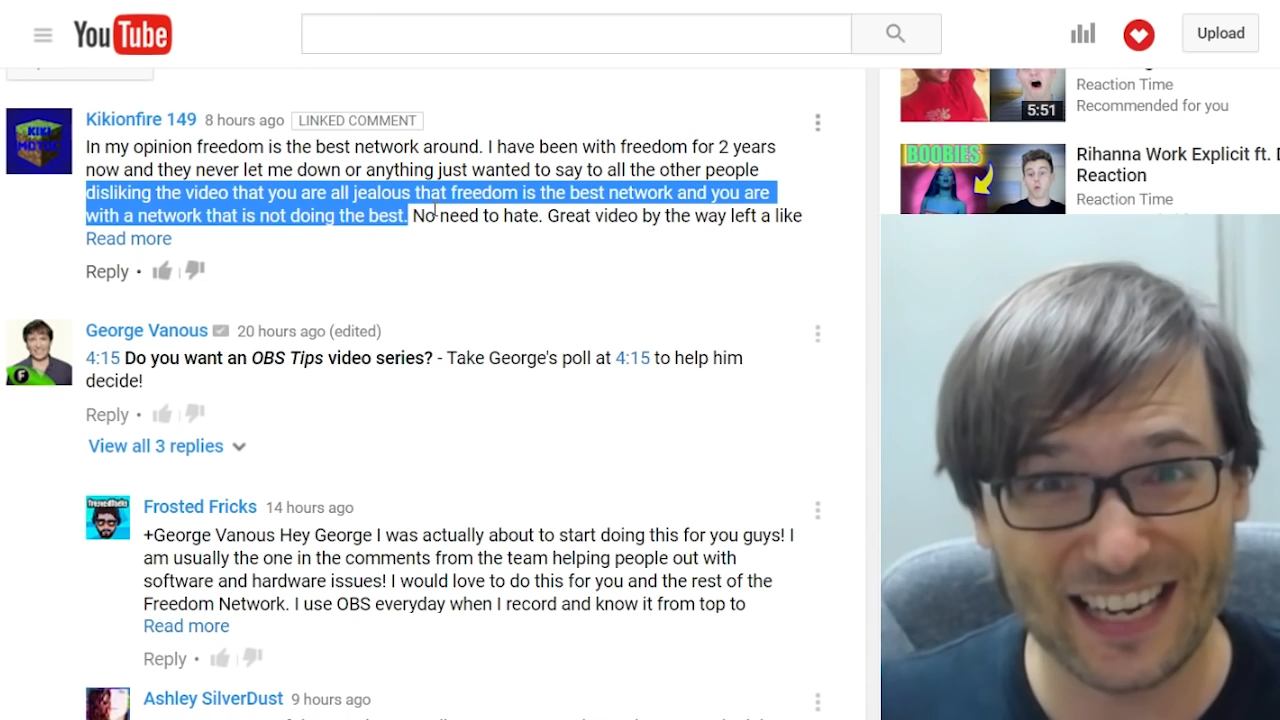 YouTube
Upload
Kikionfire 149 8 hours ago LINKED COMMENT
In my opinion freedom is the best network around. I have been with freedom for 2 years
now and they never let me down or anything just wanted to say to all the other people
disliking the video that you are all jealous that freedom is the best network and you are
with a network that is not doing the best. No need to hate. Great video by the way left a like
Read more
Reply •
George Vanous 20 hours ago (edited)
4:15 Do you want an OBS Tips video series? - Take George's poll at 4:15 to help him
decide!
Reply •
View all 3 replies
Frosted Fricks 14 hours ago
+George Vanous Hey George I was actually about to start doing this for you guys! I
am usually the one in the comments from the team helping people out with
software and hardware issues! I would love to do this for you and the rest of the
Freedom Network. I use OBS everyday when I record and know it from top to
Read more
Reply •
Ashley SilverDust 9 hours ago
5:51
Reaction Time
Recommended for you
BOOBIES
Rihanna Work Explicit ft.
Reaction
Reaction Time
KIKI
F